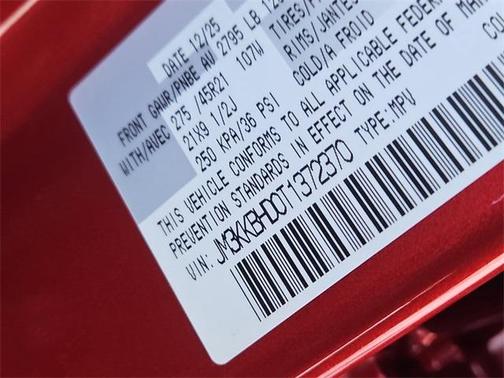 DATE 12/25
FRONT GAWR/PNBE AV 2795 LB 12
WITH/AVEC 275 /45R21 107W TIRES/P
21X9 1/2J RIMS/JANTES
250 KPA/36 PSI COLD/A FROID
THIS VEHICLE CONFORMS TO ALL APPLICABLE FEDER
PREVENTION STANDARDS IN EFFECT ON THE DATE OF MA
VIN: JM3KKBHD0T1372370 TYPE:MPV CO